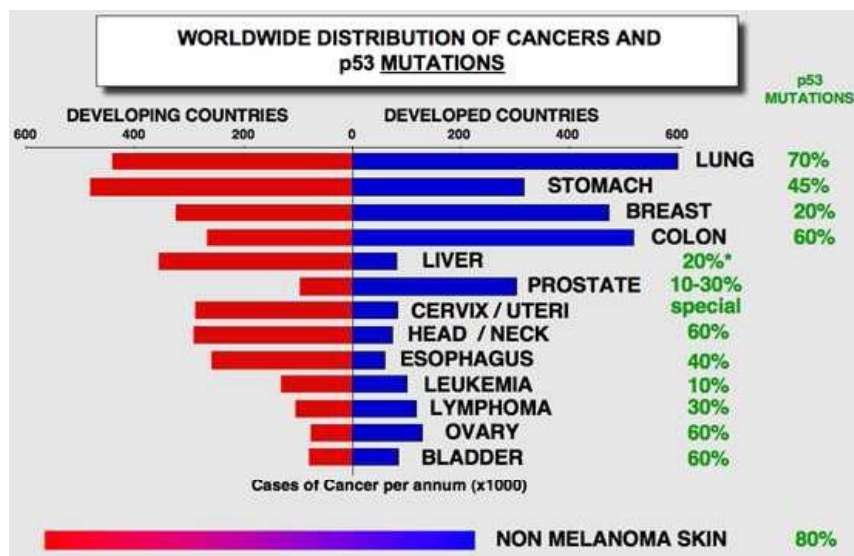 WORLDWIDE DISTRIBUTION OF CANCERS AND
p53 MUTATIONS
p53
MUTATIONS
DEVELOPING COUNTRIES DEVELOPED COUNTRIES
600 400 200 0 200 400 600
LUNG 70%
STOMACH 45%
BREAST 20%
COLON 60%
LIVER 20%*
PROSTATE 10-30%
CERVIX / UTERI special
HEAD / NECK 60%
ESOPHAGUS 40%
LEUKEMIA 10%
LYMPHOMA 30%
OVARY 60%
BLADDER 60%
Cases of Cancer per annum (x1000)
NON MELANOMA SKIN 80%